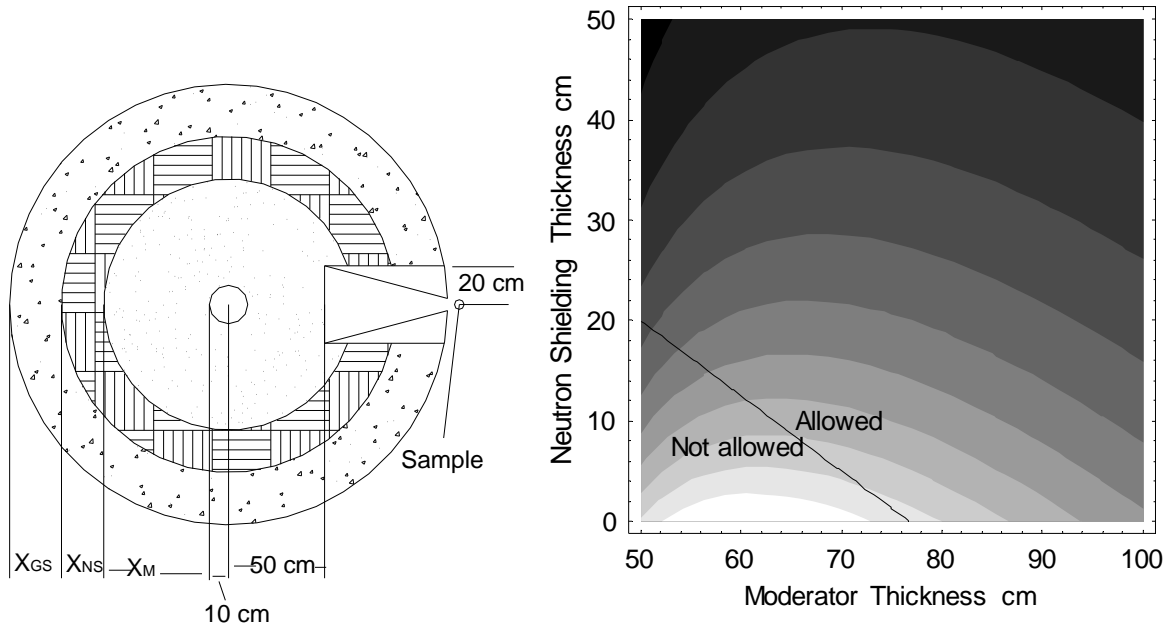 20 cm
Sample
XGS
XNS
XM
50 cm
10 cm
Neutron Shielding Thickness cm
50
40
30
20
10
0
Allowed
Not allowed
50 60 70 80 90 100
Moderator Thickness cm